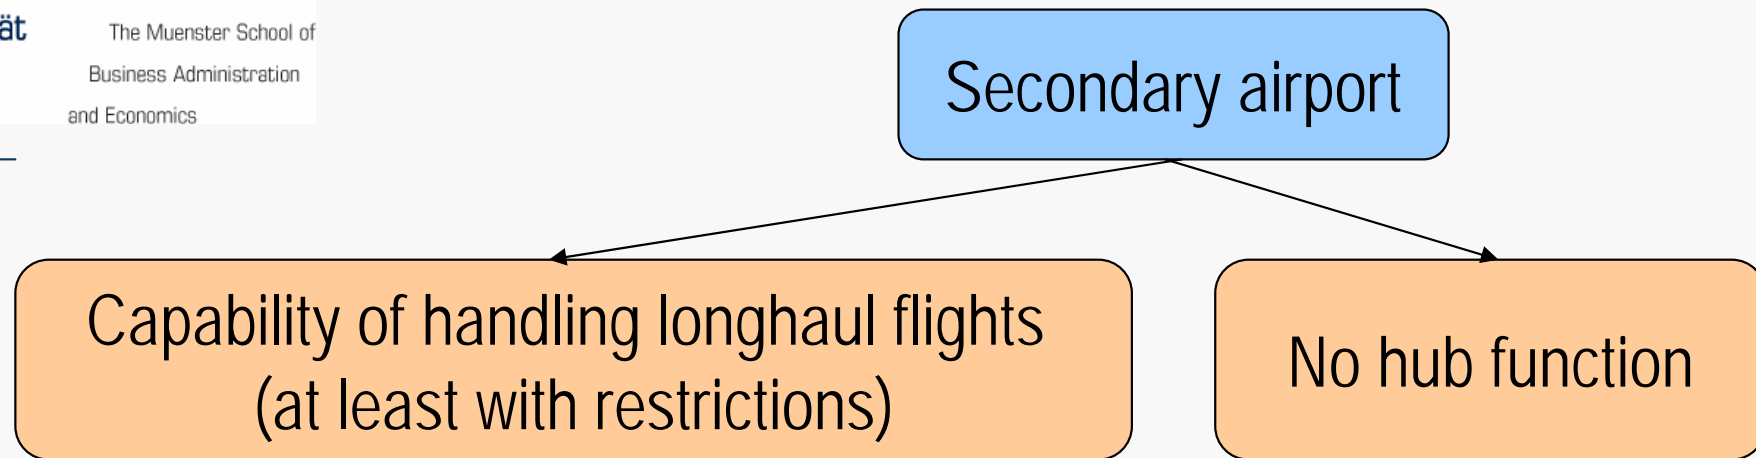 The Muenster School of
Business Administration
and Economics
Secondary airport
Capability of handling longhaul flights
(at least with restrictions)
No hub function